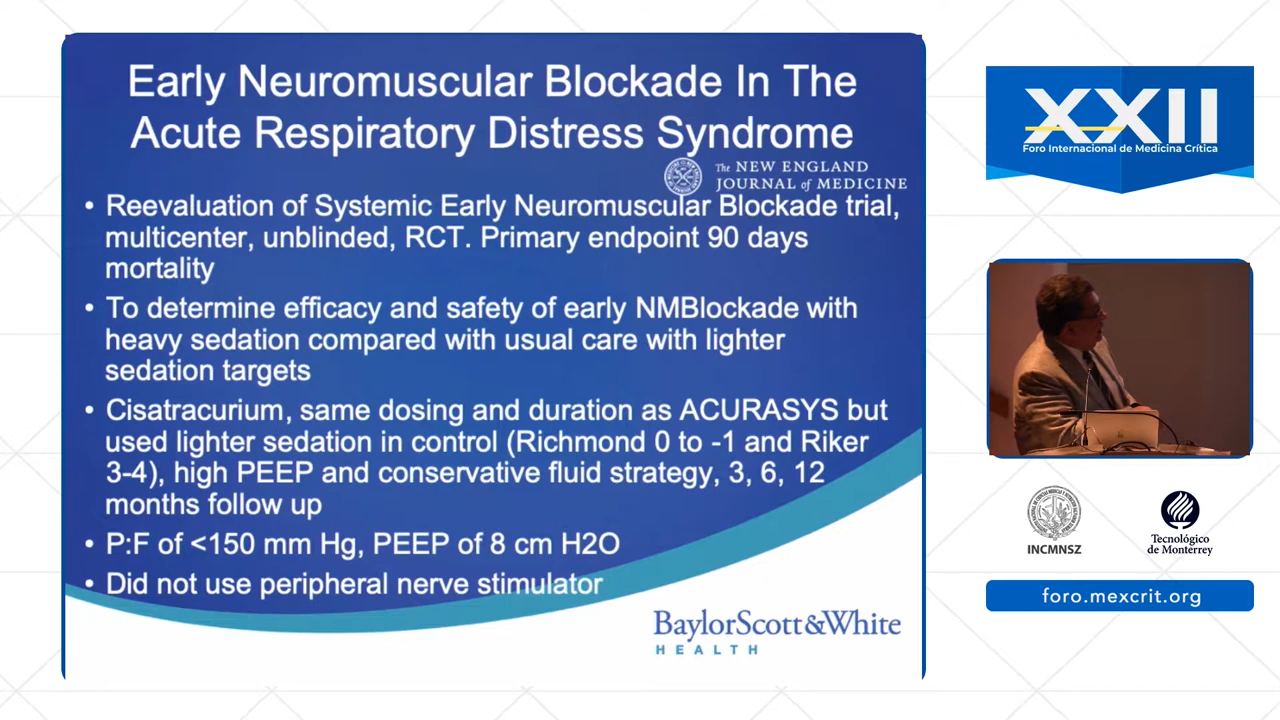 Early Neuromuscular Blockade In The
Acute Respiratory Distress Syndrome
The NEW ENGLAND
JOURNAL of MEDICINE
• Reevaluation of Systemic Early Neuromuscular Blockade trial,
multicenter, unblinded, RCT. Primary endpoint 90 days
mortality
• To determine efficacy and safety of early NMBlockade with
heavy sedation compared with usual care with lighter
sedation targets
• Cisatracurium, same dosing and duration as ACURASYS but
used lighter sedation in control (Richmond 0 to -1 and Riker
3-4), high PEEP and conservative fluid strategy, 3, 6, 12
months follow up
• P:F of <150 mm Hg, PEEP of 8 cm H2O
• Did not use peripheral nerve stimulator
BaylorScott&White
HEALTH
XXII
Foro Internacional de Medicina Crítica
INCMNSZ
Tecnológico
de Monterrey
foro.mexcrit.org